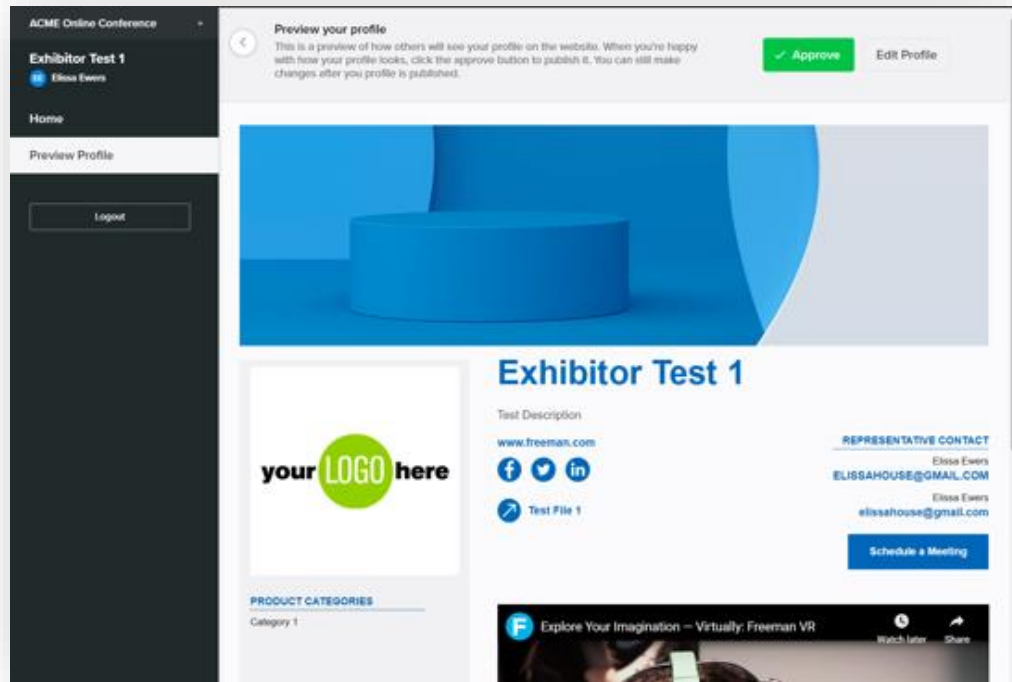 ACME Online Conference
Exhibitor Test 1
EE Elissa Ewers
Home
Preview Profile
Logout
Preview your profile
This is a preview of how others will see your profile on the website. When you're happy
with how your profile looks, click the approve button to publish it. You can still make
changes after you profile is published.
Approve
Edit Profile
your LOGO here
PRODUCT CATEGORIES
Category 1
Exhibitor Test 1
Test Description
www.freeman.com
Test File 1
REPRESENTATIVE CONTACT
Elissa Ewers
ELISSAHOUSE@GMAIL.COM
Elissa Ewers
elissahouse@gmail.com
Schedule a Meeting
F Explore Your Imagination — Virtually: Freeman VR
Watch later
Share